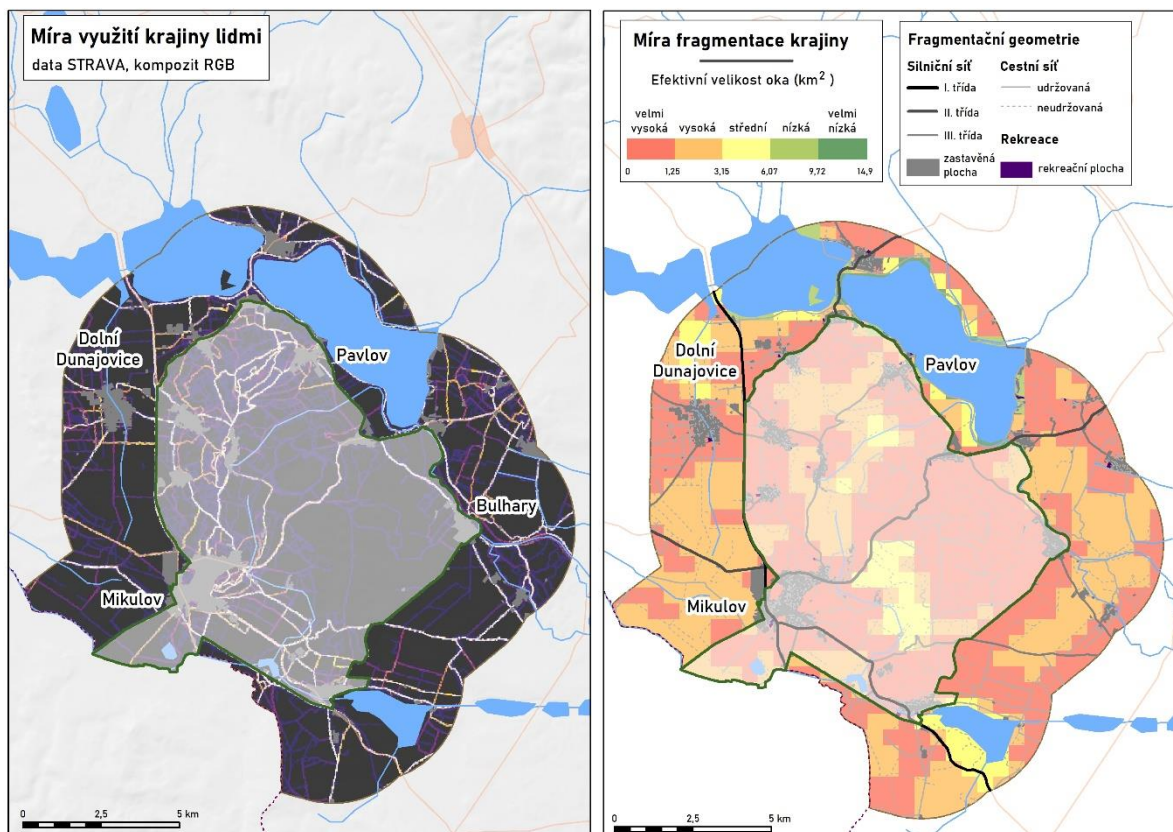 Míra využití krajiny lidmi
data STRAVA, kompozit RGB
Dolní
Dunajovice
Pavlov
Bulhary
Mikulov
0 2,5 5 km
Míra fragmentace krajiny
Efektivní velikost oka (km² )
velmi vysoká vysoká střední nízká velmi nízká
0 1,25 3,15 6,07 9,72 14,9
Fragmentační geometrie
Silniční síť
I. třída
II. třída
III. třída
zastavěná
plocha
Cestní síť
udržovaná
neudržovaná
Rekreace
rekreační plocha
Dolní
Dunajovice
Pavlov
Mikulov
0 2,5 5 km